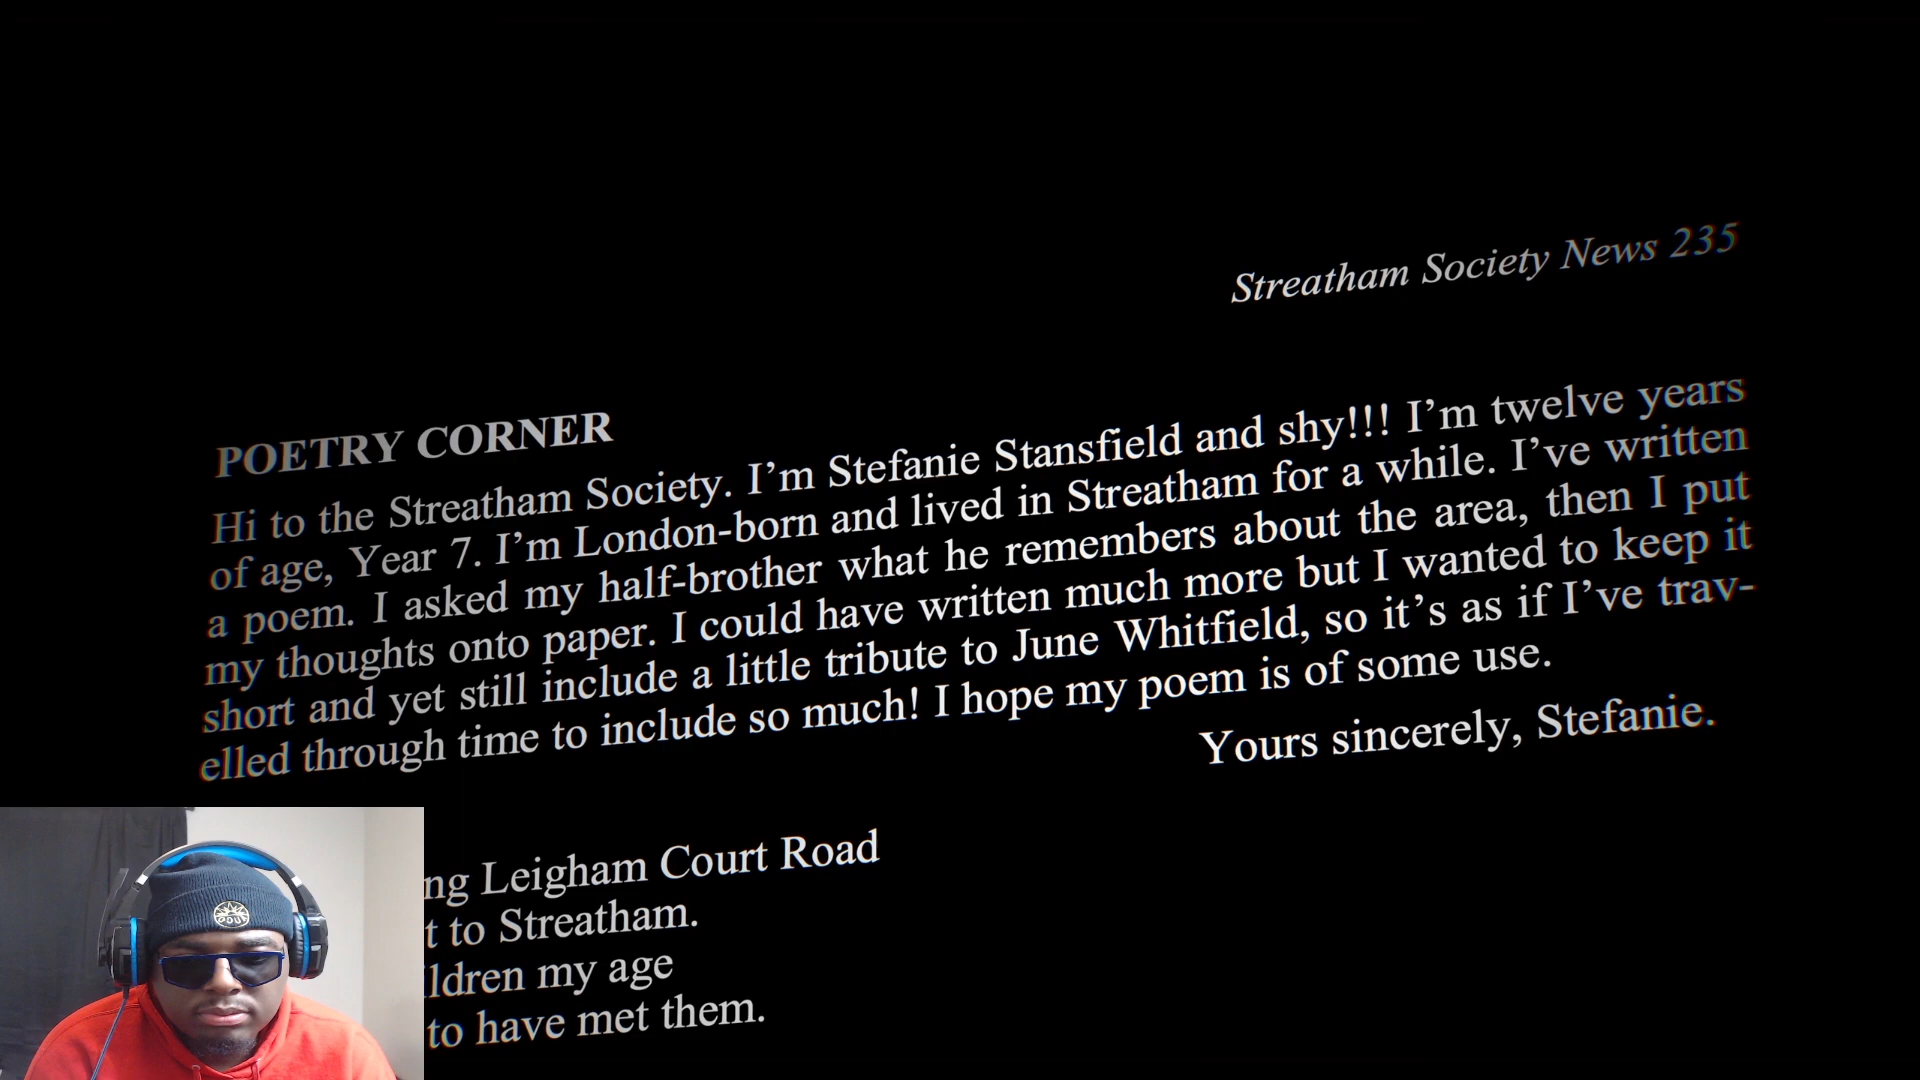 Streatham Society News 235
POETRY CORNER
Hi to the Streatham Society. I’m Stefanie Stansfield and shy!!! I’m twelve years
of age, Year 7. I’m London-born and lived in Streatham for a while. I’ve written
a poem. I asked my half-brother what he remembers about the area, then I put
my thoughts onto paper. I could have written much more but I wanted to keep it
short and yet still include a little tribute to June Whitfield, so it’s as if I’ve trav-
elled through time to include so much! I hope my poem is of some use.
Yours sincerely, Stefanie.
ng Leigham Court Road
t to Streatham.
ldren my age
to have met them.